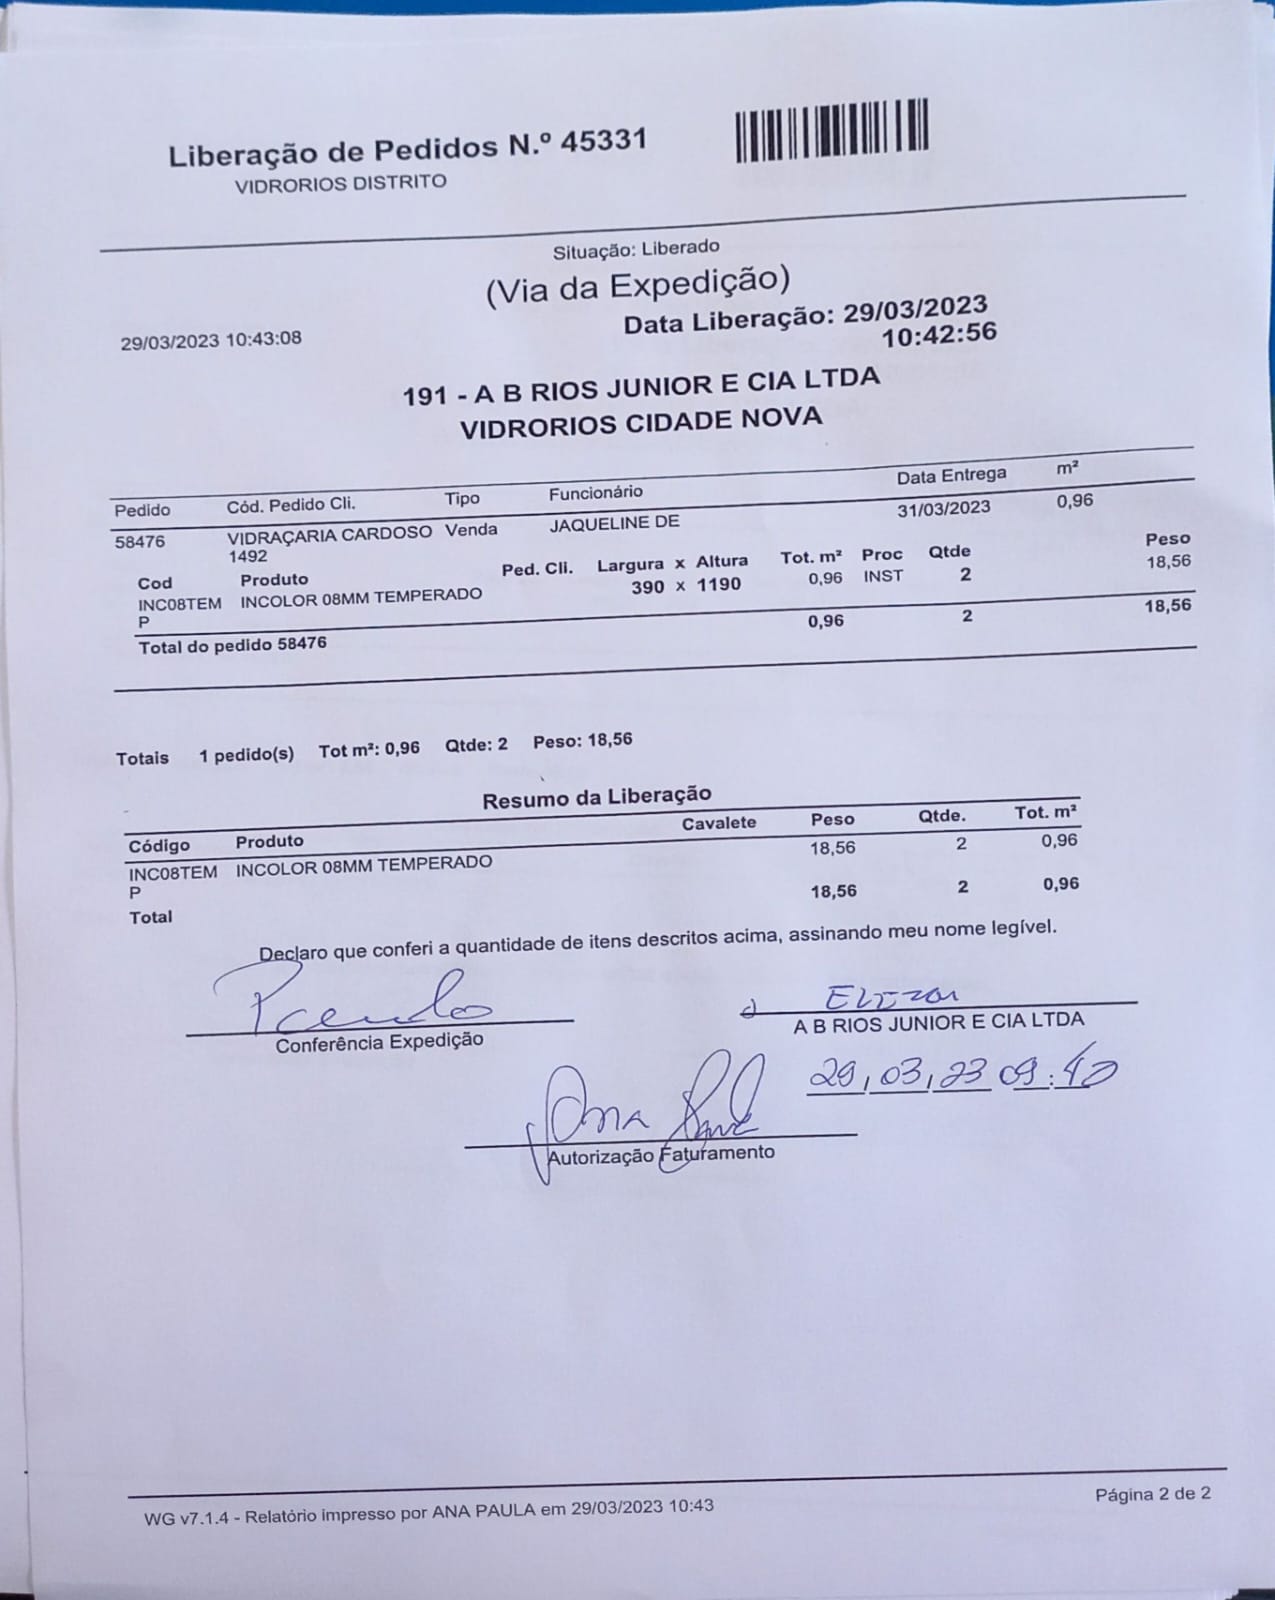 Liberação de Pedidos N.º 45331
VIDRORIOS DISTRITO
Situação: Liberado
(Via da Expedição)
29/03/2023 10:43:08
Data Liberação: 29/03/2023
10:42:56
191 - A B RIOS JUNIOR E CIA LTDA
VIDRORIOS CIDADE NOVA
Pedido Cód. Pedido Cli. Tipo Funcionário Data Entrega m²
58476 VIDRAÇARIA CARDOSO Venda JAQUELINE DE 31/03/2023 0,96
1492
Cod Produto Ped. Cli. Largura x Altura Tot. m² Proc Qtde Peso
INC08TEM INCOLOR 08MM TEMPERADO 390 x 1190 0,96 INST 2 18,56
P
Total do pedido 58476 0,96 2 18,56
Totais 1 pedido(s) Tot m²: 0,96 Qtde: 2 Peso: 18,56
Resumo da Liberação
Código Produto Cavalete Peso Qtde. Tot. m²
INC08TEM INCOLOR 08MM TEMPERADO 18,56 2 0,96
P
Total 18,56 2 0,96
Declaro que conferi a quantidade de itens descritos acima, assinando meu nome legível.
Conferência Expedição
A B RIOS JUNIOR E CIA LTDA
29/03/23 09:40
Ana Paula
Autorização Faturamento
WG v7.1.4 - Relatório impresso por ANA PAULA em 29/03/2023 10:43
Página 2 de 2